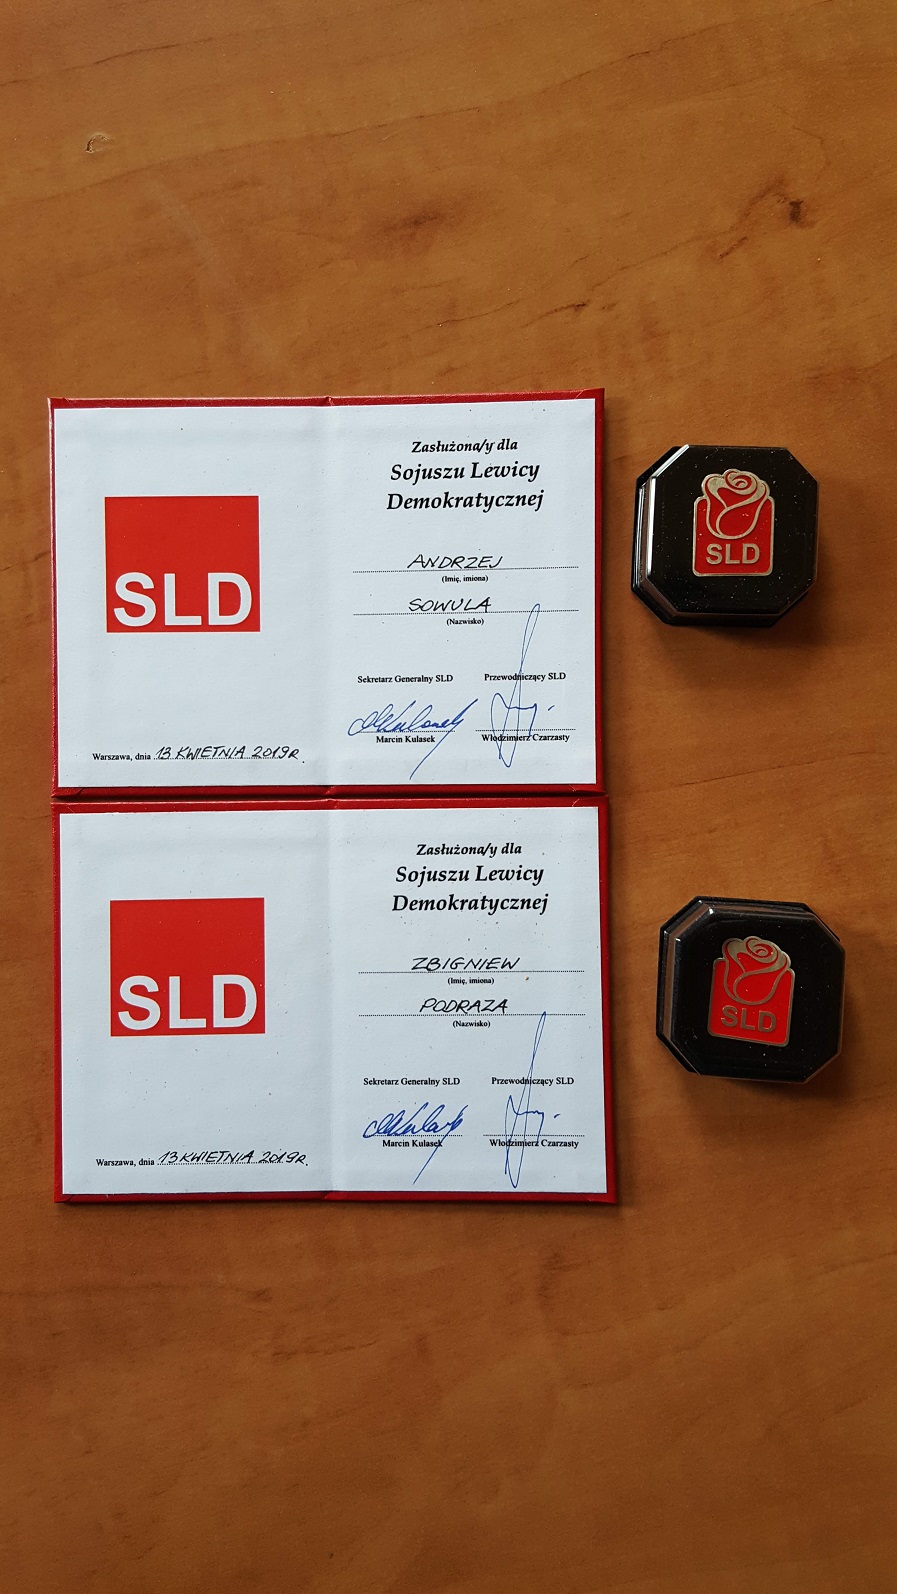 SLD
Zasłużona/y dla
Sojuszu Lewicy
Demokratycznej
ANDRZEJ
(Imię, imiona)
SOWULA
(Nazwisko)
Sekretarz Generalny SLD
Przewodniczący SLD
Marcin Kulasek
Włodzimierz Czarzasty
Warszawa, dnia 13 KWIETNIA 2019R.
SLD
SLD
Zasłużona/y dla
Sojuszu Lewicy
Demokratycznej
ZBIGNIEW
(Imię, imiona)
PODRAZA
(Nazwisko)
Sekretarz Generalny SLD
Przewodniczący SLD
Marcin Kulasek
Włodzimierz Czarzasty
Warszawa, dnia 13 KWIETNIA 2019R.
SLD